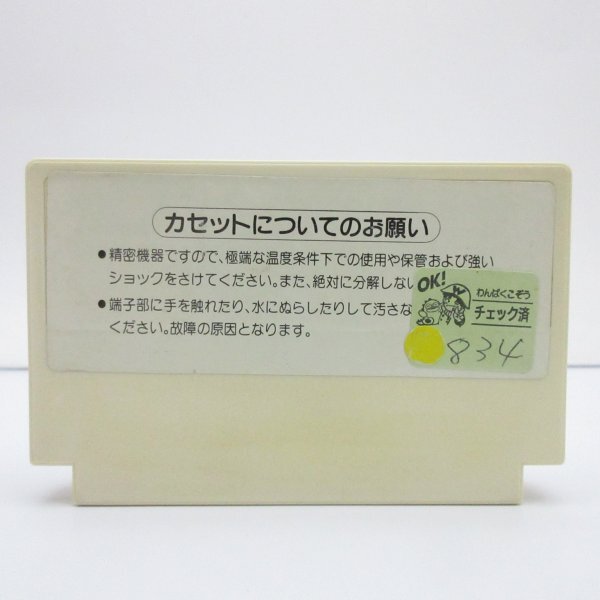 カセットについてのお願い
●精密機器ですので、極端な温度条件下での使用や保管および強い
ショックをさけてください。また、絶対に分解しない
●端子部に手を触れたり、水にぬらしたりして汚さな
ください。故障の原因となります。
OK!
わんぱくこぞう
チェック済
834